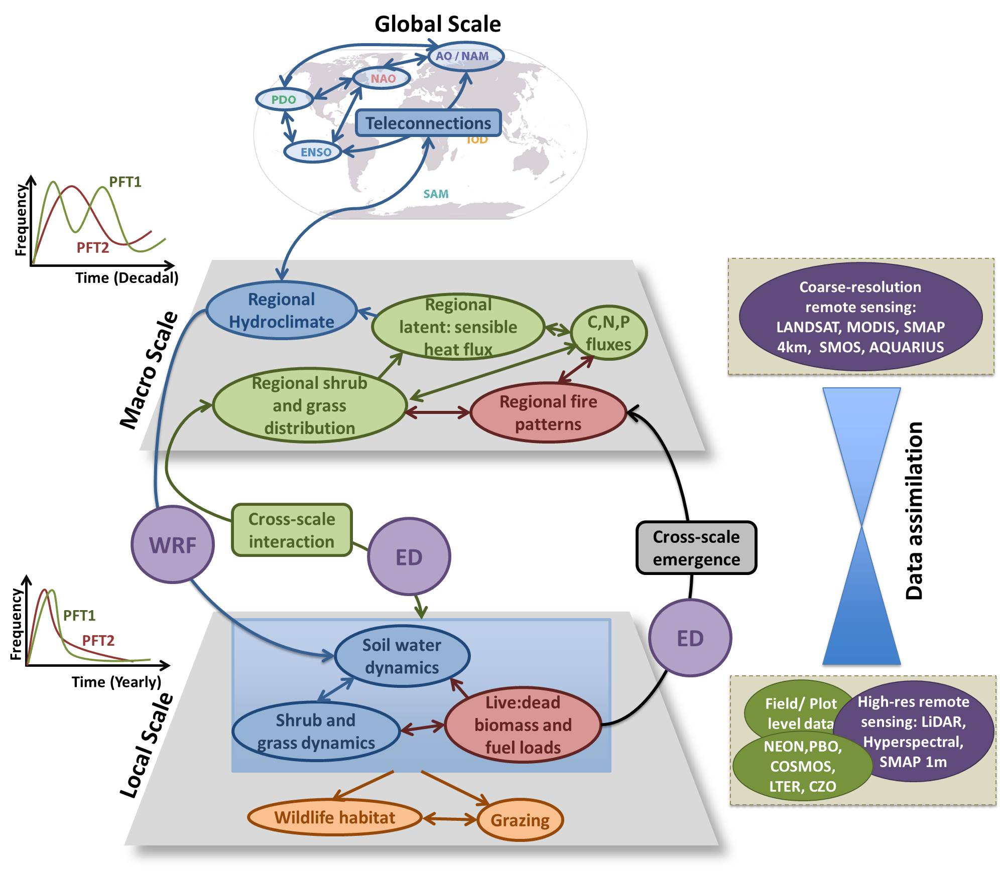 Global Scale
AO / NAM
NAO
PDO
Teleconnections
IOD
ENSO
SAM
Frequency
PFT1
PFT2
Time (Decadal)
Macro Scale
Regional
Hydroclimate
Regional
latent: sensible
heat flux
C,N,P
fluxes
Regional shrub
and grass
distribution
Regional fire
patterns
Coarse-resolution
remote sensing:
LANDSAT, MODIS, SMAP
4km, SMOS, AQUARIUS
Data assimilation
WRF
Cross-scale
interaction
ED
Cross-scale
emergence
ED
Frequency
PFT1
PFT2
Time (Yearly)
Local Scale
Soil water
dynamics
Shrub and
grass dynamics
Live:dead
biomass and
fuel loads
Wildlife habitat
Grazing
Field/ Plot
level data
High-res remote
sensing: LiDAR,
Hyperspectral,
SMAP 1m
NEON,PBO,
COSMOS,
LTER, CZO